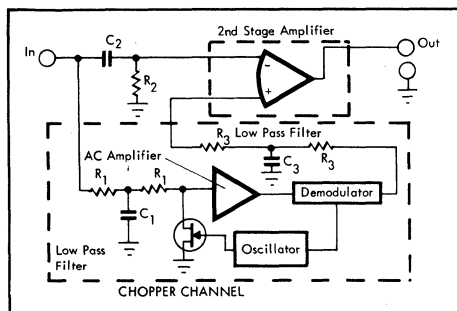 2nd Stage Amplifier
In
C2
R2
−
+
Out
R3
Low Pass Filter
R3
C3
AC Amplifier
R1
R1
C1
Demodulator
Oscillator
Low Pass
Filter
CHOPPER CHANNEL